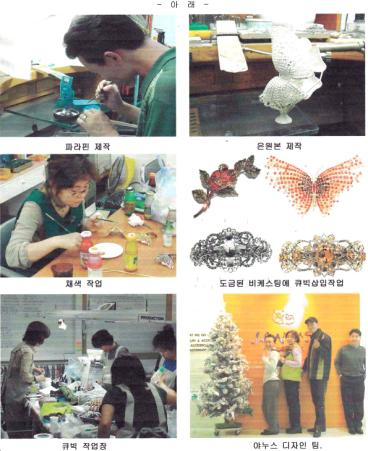 - 아 래 -
파라핀 제작
은원본 제작
채색 작업
도금된 비케스팅에 큐빅삽입작업
PRODUCTION
큐빅 작업장
야누스 디자인 팀.